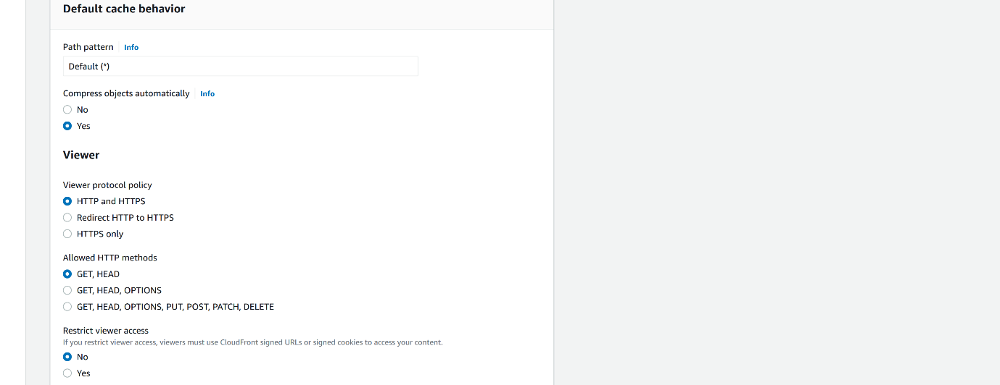 Default cache behavior
Path pattern Info
Default (*)
Compress objects automatically Info
No
Yes
Viewer
Viewer protocol policy
HTTP and HTTPS
Redirect HTTP to HTTPS
HTTPS only
Allowed HTTP methods
GET, HEAD
GET, HEAD, OPTIONS
GET, HEAD, OPTIONS, PUT, POST, PATCH, DELETE
Restrict viewer access
If you restrict viewer access, viewers must use CloudFront signed URLs or signed cookies to access your content.
No
Yes